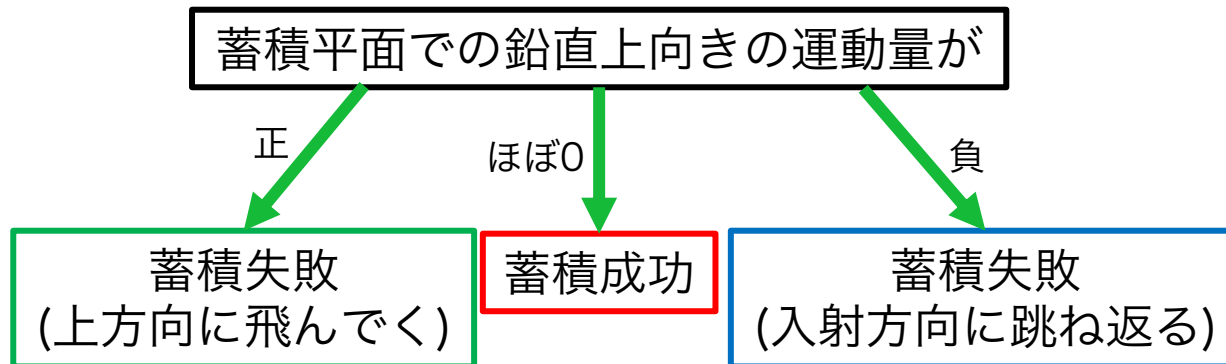 蓄積平面での鉛直上向きの運動量が
正
ほぼ0
負
蓄積失敗
(上方向に飛んでく)
蓄積成功
蓄積失敗
(入射方向に跳ね返る)